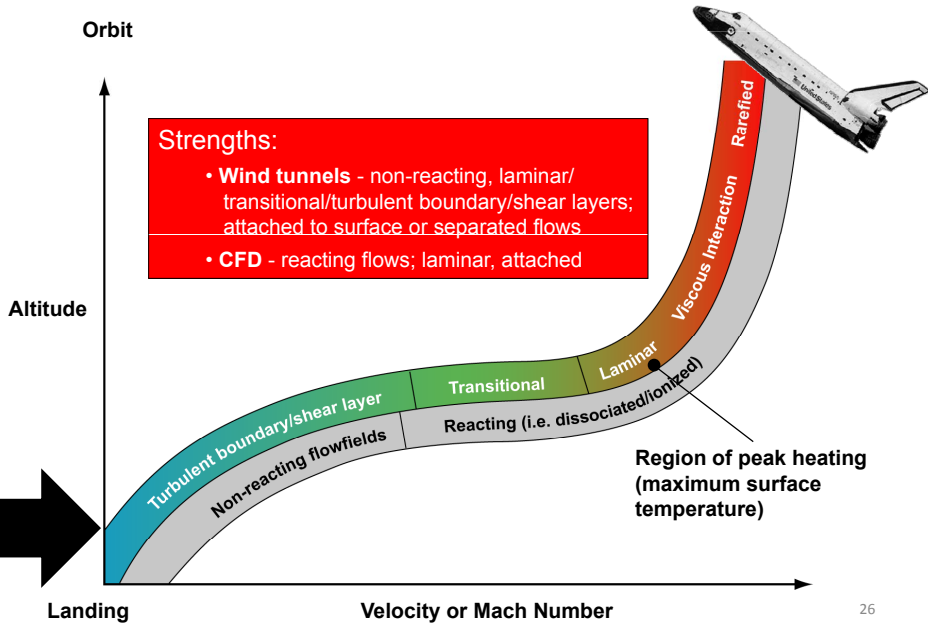 Orbit
Strengths:
• Wind tunnels - non-reacting, laminar/
transitional/turbulent boundary/shear layers;
attached to surface or separated flows
• CFD - reacting flows; laminar, attached
UnitedStates
Rarefied
Viscous Interaction
Altitude
Laminar
Transitional
Turbulent boundary/shear layer
Reacting (i.e. dissociated/ionized)
Non-reacting flowfields
Region of peak heating
(maximum surface
temperature)
Landing
Velocity or Mach Number
26